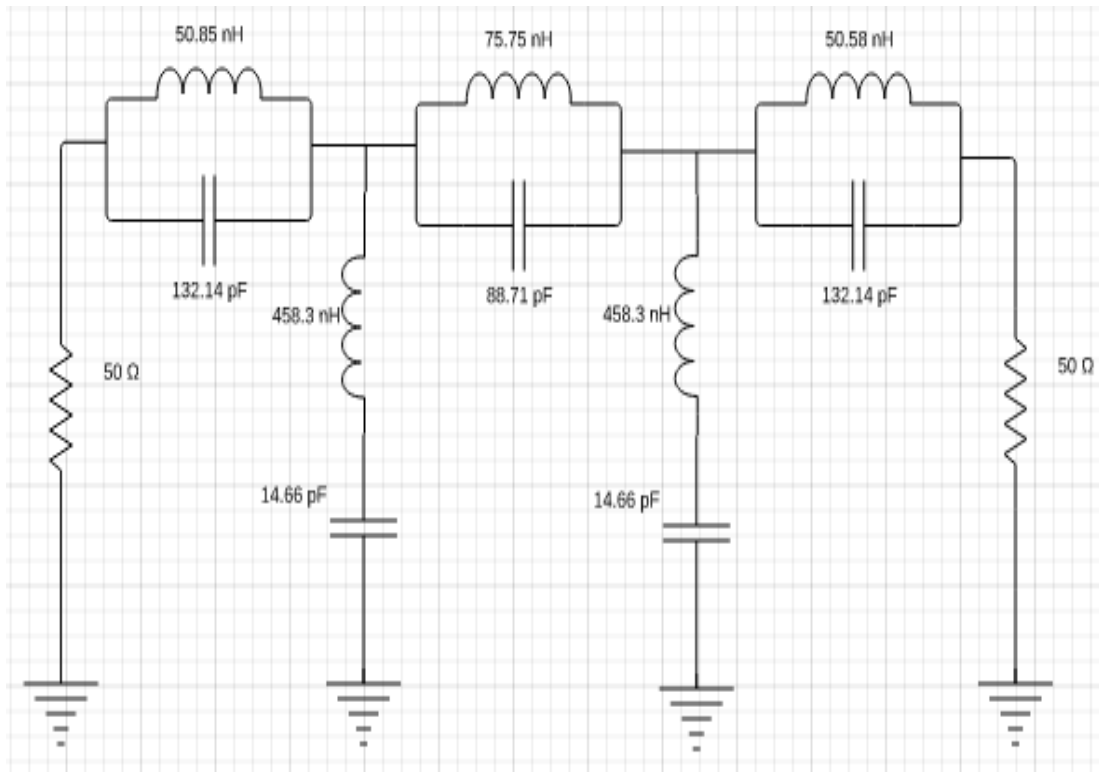 50.85 nH
75.75 nH
50.58 nH
132.14 pF
88.71 pF
132.14 pF
458.3 nH
458.3 nH
50 Ω
50 Ω
14.66 pF
14.66 pF